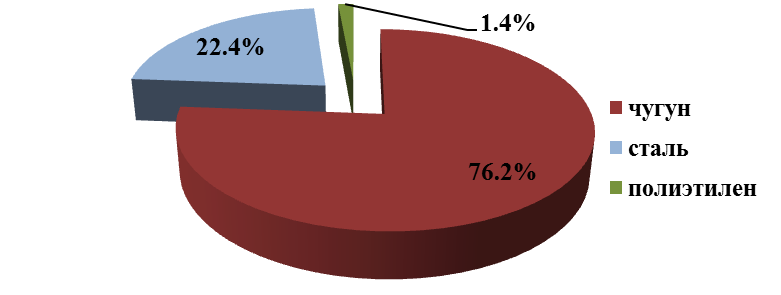 1.4%
22.4%
76.2%
чугун
сталь
полиэтилен